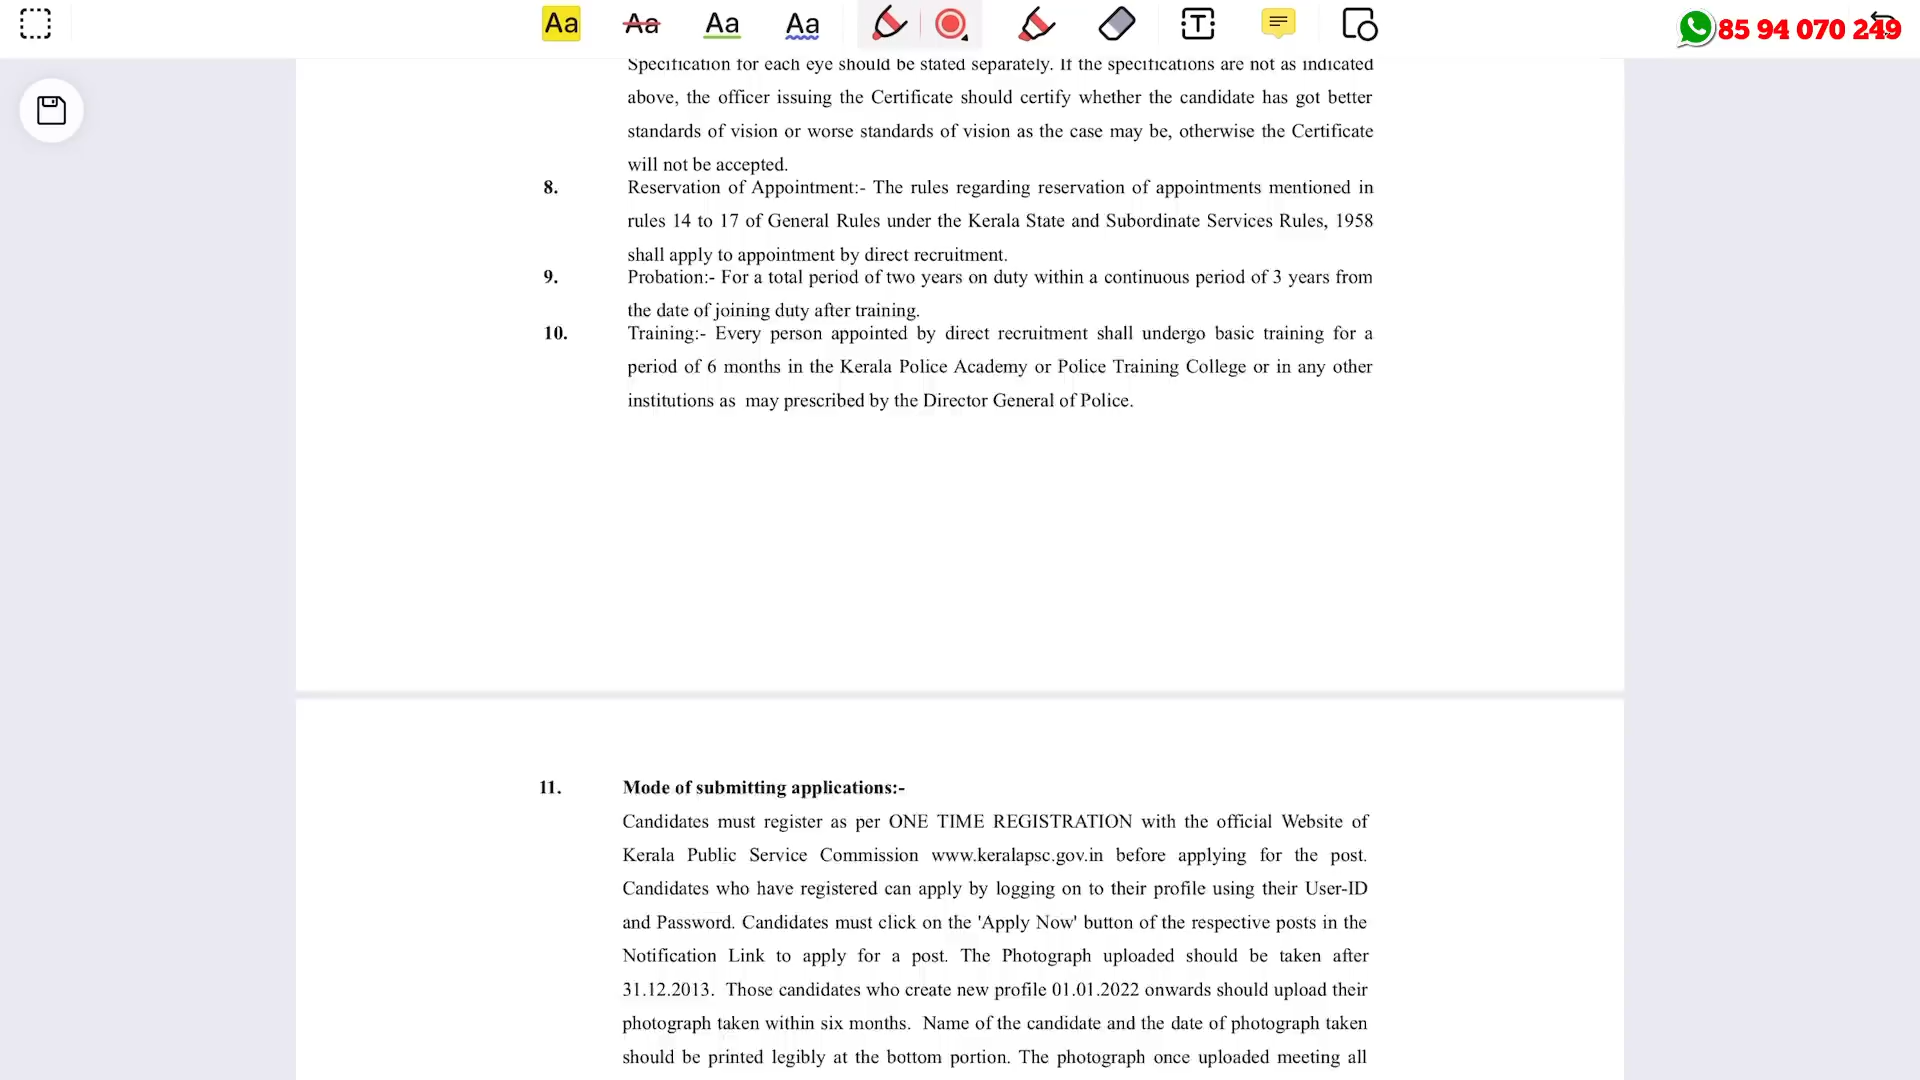 Aa Aa Aa Aa T
85 94 070 249
Specification for each eye should be stated separately. If the specifications are not as indicated
above, the officer issuing the Certificate should certify whether the candidate has got better
standards of vision or worse standards of vision as the case may be, otherwise the Certificate
will not be accepted.
8. Reservation of Appointment:- The rules regarding reservation of appointments mentioned in
rules 14 to 17 of General Rules under the Kerala State and Subordinate Services Rules, 1958
shall apply to appointment by direct recruitment.
9. Probation:- For a total period of two years on duty within a continuous period of 3 years from
the date of joining duty after training.
10. Training:- Every person appointed by direct recruitment shall undergo basic training for a
period of 6 months in the Kerala Police Academy or Police Training College or in any other
institutions as may prescribed by the Director General of Police.
11. Mode of submitting applications:-
Candidates must register as per ONE TIME REGISTRATION with the official Website of
Kerala Public Service Commission www.keralapsc.gov.in before applying for the post.
Candidates who have registered can apply by logging on to their profile using their User-ID
and Password. Candidates must click on the 'Apply Now' button of the respective posts in the
Notification Link to apply for a post. The Photograph uploaded should be taken after
31.12.2013. Those candidates who create new profile 01.01.2022 onwards should upload their
photograph taken within six months. Name of the candidate and the date of photograph taken
should be printed legibly at the bottom portion. The photograph once uploaded meeting all